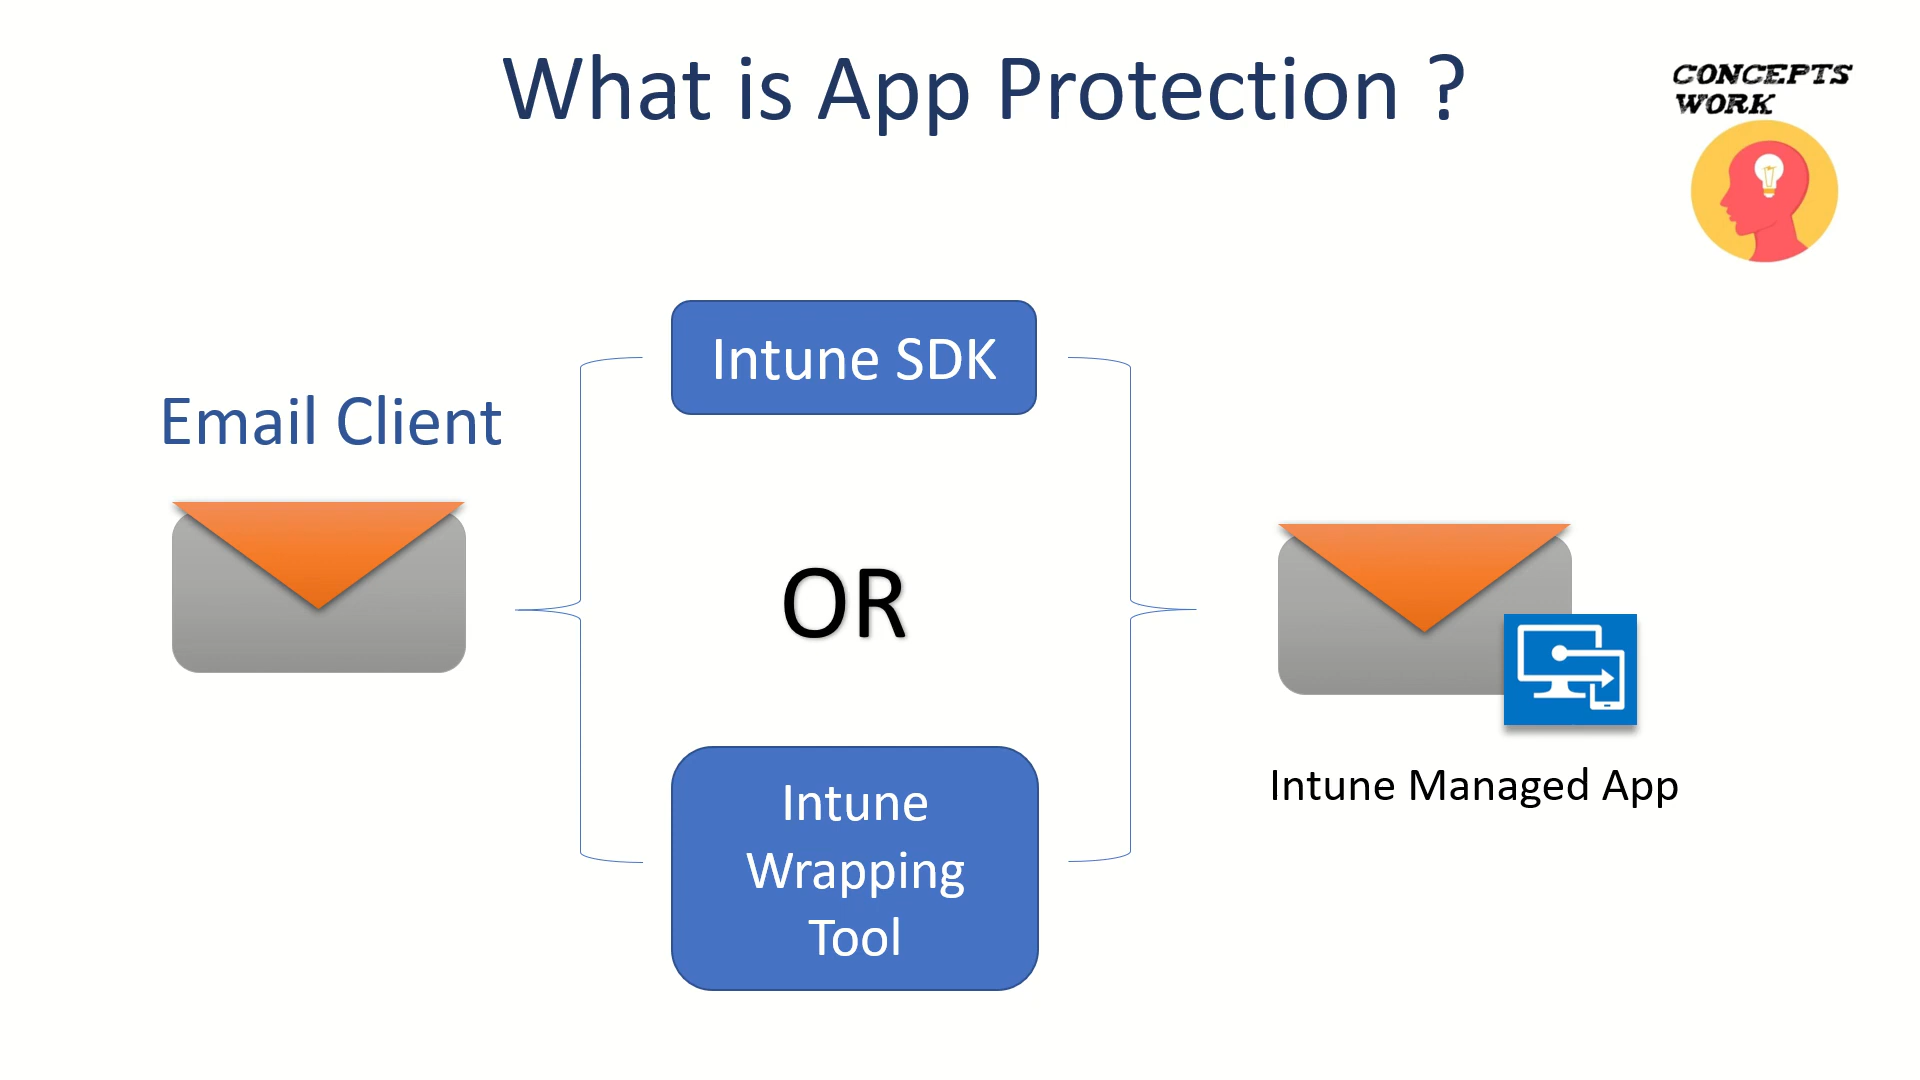 What is App Protection ?
CONCEPTS
WORK
Intune SDK
Email Client
OR
Intune
Wrapping
Tool
Intune Managed App